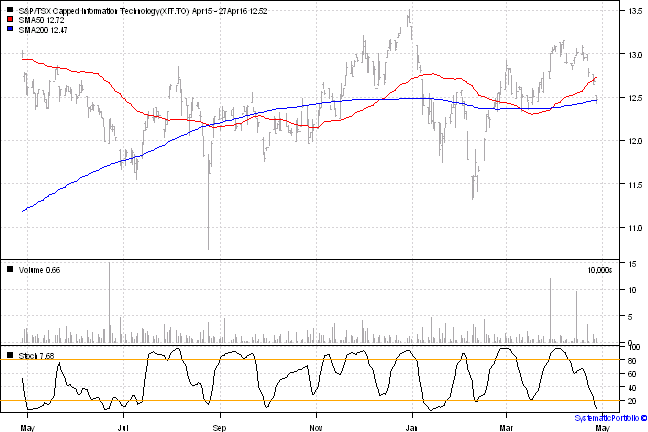 S&P/TSX Capped Information Technology(XIT.TO) Apr15 - 27Apr16 12.52
SMA50 12.72
SMA200 12.47
13.5
13.0
12.5
12.0
11.5
11.0
Volume 0.66
10,000s
15
10
5
0
Stoch 7.68
100
80
60
40
20
SystematicPortfolio ©
May
Jul
Sep
Nov
Jan
Mar
May